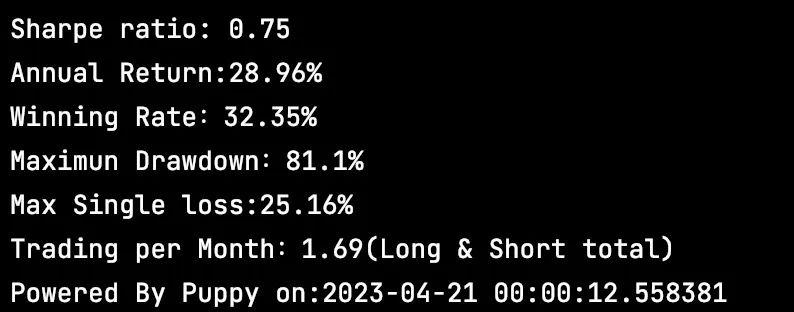 Sharpe ratio: 0.75
Annual Return:28.96%
Winning Rate: 32.35%
Maximun Drawdown: 81.1%
Max Single loss:25.16%
Trading per Month: 1.69(Long & Short total)
Powered By Puppy on:2023-04-21 00:00:12.558381